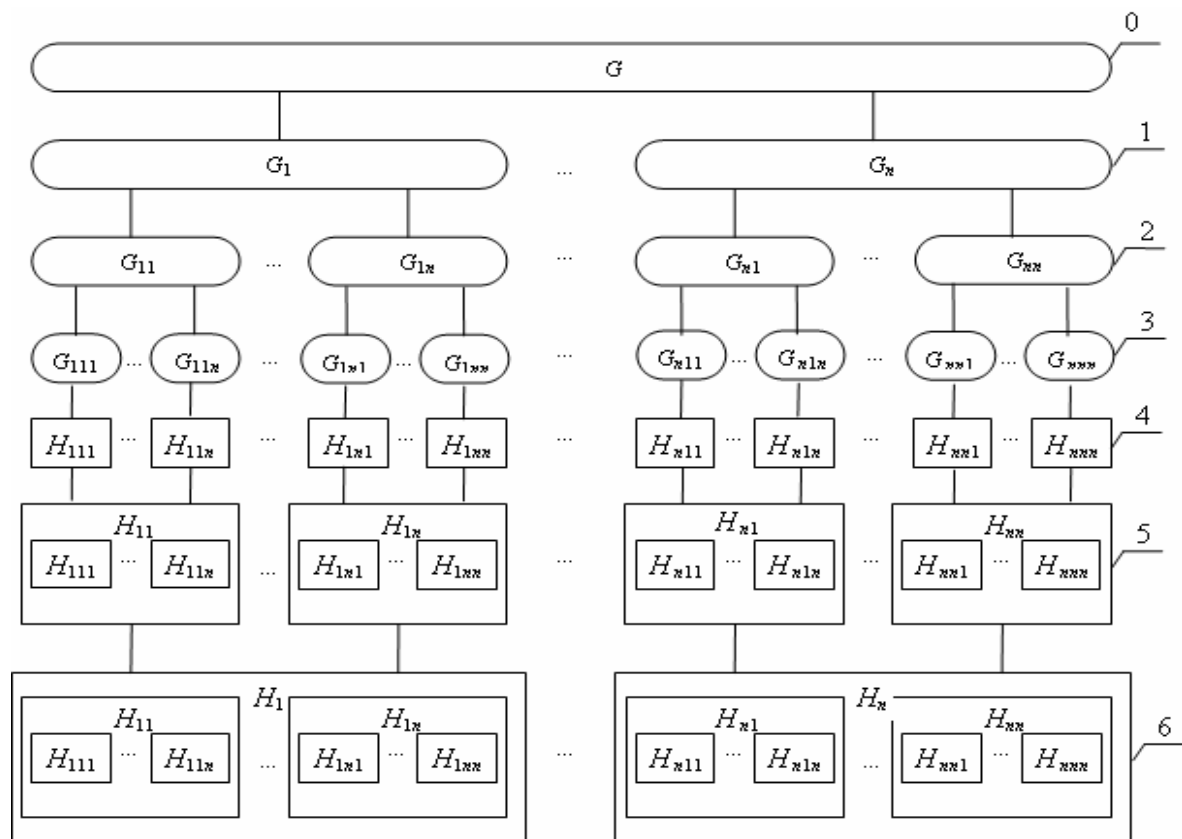 0
G
1
G₁ ... Gₙ
2
G₁₁ ... G₁ₙ ... Gₙ₁ ... Gₙₙ
3
G₁₁₁ ... G₁₁ₙ ... G₁ₙ₁ ... G₁ₙₙ ... Gₙ₁₁ ... Gₙ₁ₙ ... Gₙₙ₁ ... Gₙₙₙ
4
H₁₁₁ ... H₁₁ₙ ... H₁ₙ₁ ... H₁ₙₙ ... Hₙ₁₁ ... Hₙ₁ₙ ... Hₙₙ₁ ... Hₙₙₙ
H₁₁ H₁ₙ Hₙ₁ Hₙₙ
5
H₁₁₁ ... H₁₁ₙ ... H₁ₙ₁ ... H₁ₙₙ ... Hₙ₁₁ ... Hₙ₁ₙ ... Hₙₙ₁ ... Hₙₙₙ
H₁ Hₙ
H₁₁ H₁ₙ Hₙ₁ Hₙₙ
6
H₁₁₁ ... H₁₁ₙ ... H₁ₙ₁ ... H₁ₙₙ ... Hₙ₁₁ ... Hₙ₁ₙ ... Hₙₙ₁ ... Hₙₙₙ